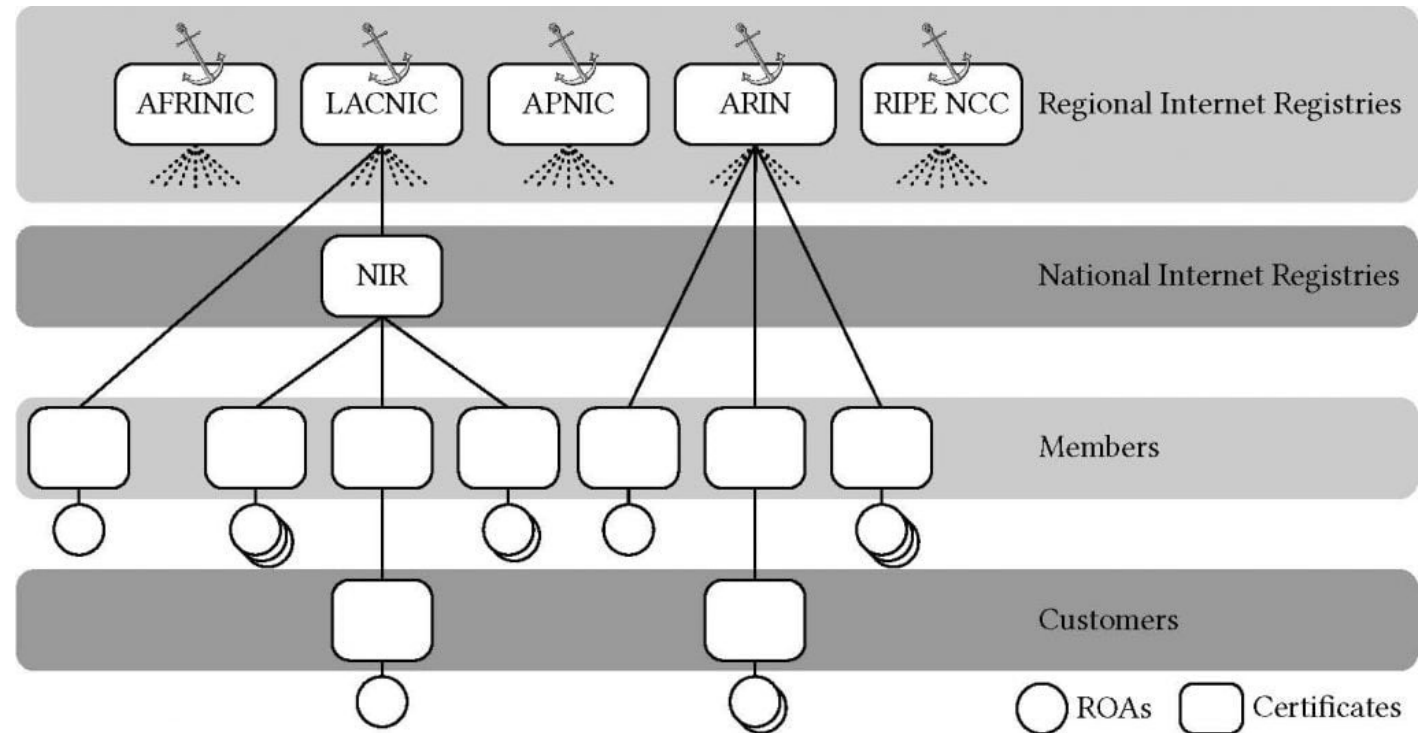 AFRINIC
LACNIC
APNIC
ARIN
RIPE NCC
Regional Internet Registries
NIR
National Internet Registries
Members
Customers
ROAs
Certificates